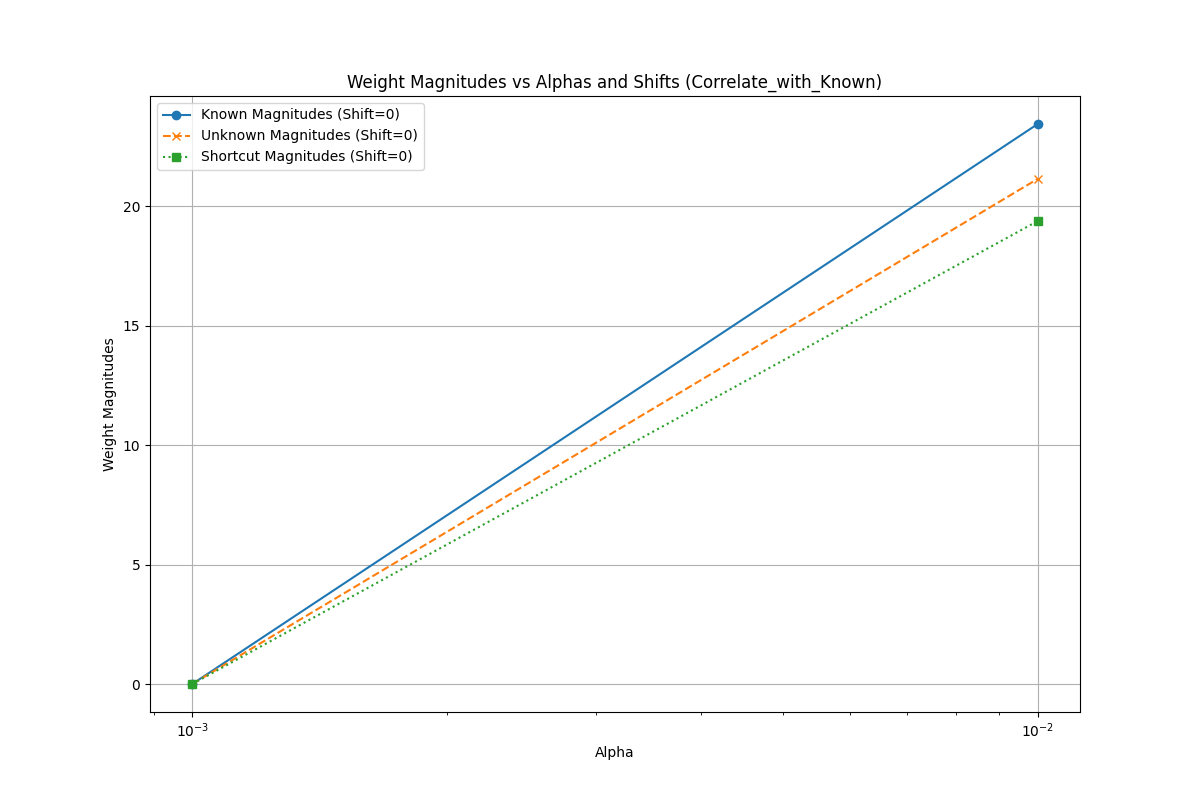 Weight Magnitudes vs Alphas and Shifts (Correlate_with_Known)
Known Magnitudes (Shift=0)
Unknown Magnitudes (Shift=0)
Shortcut Magnitudes (Shift=0)
Weight Magnitudes
20
15
10
5
0
10⁻³
10⁻²
Alpha